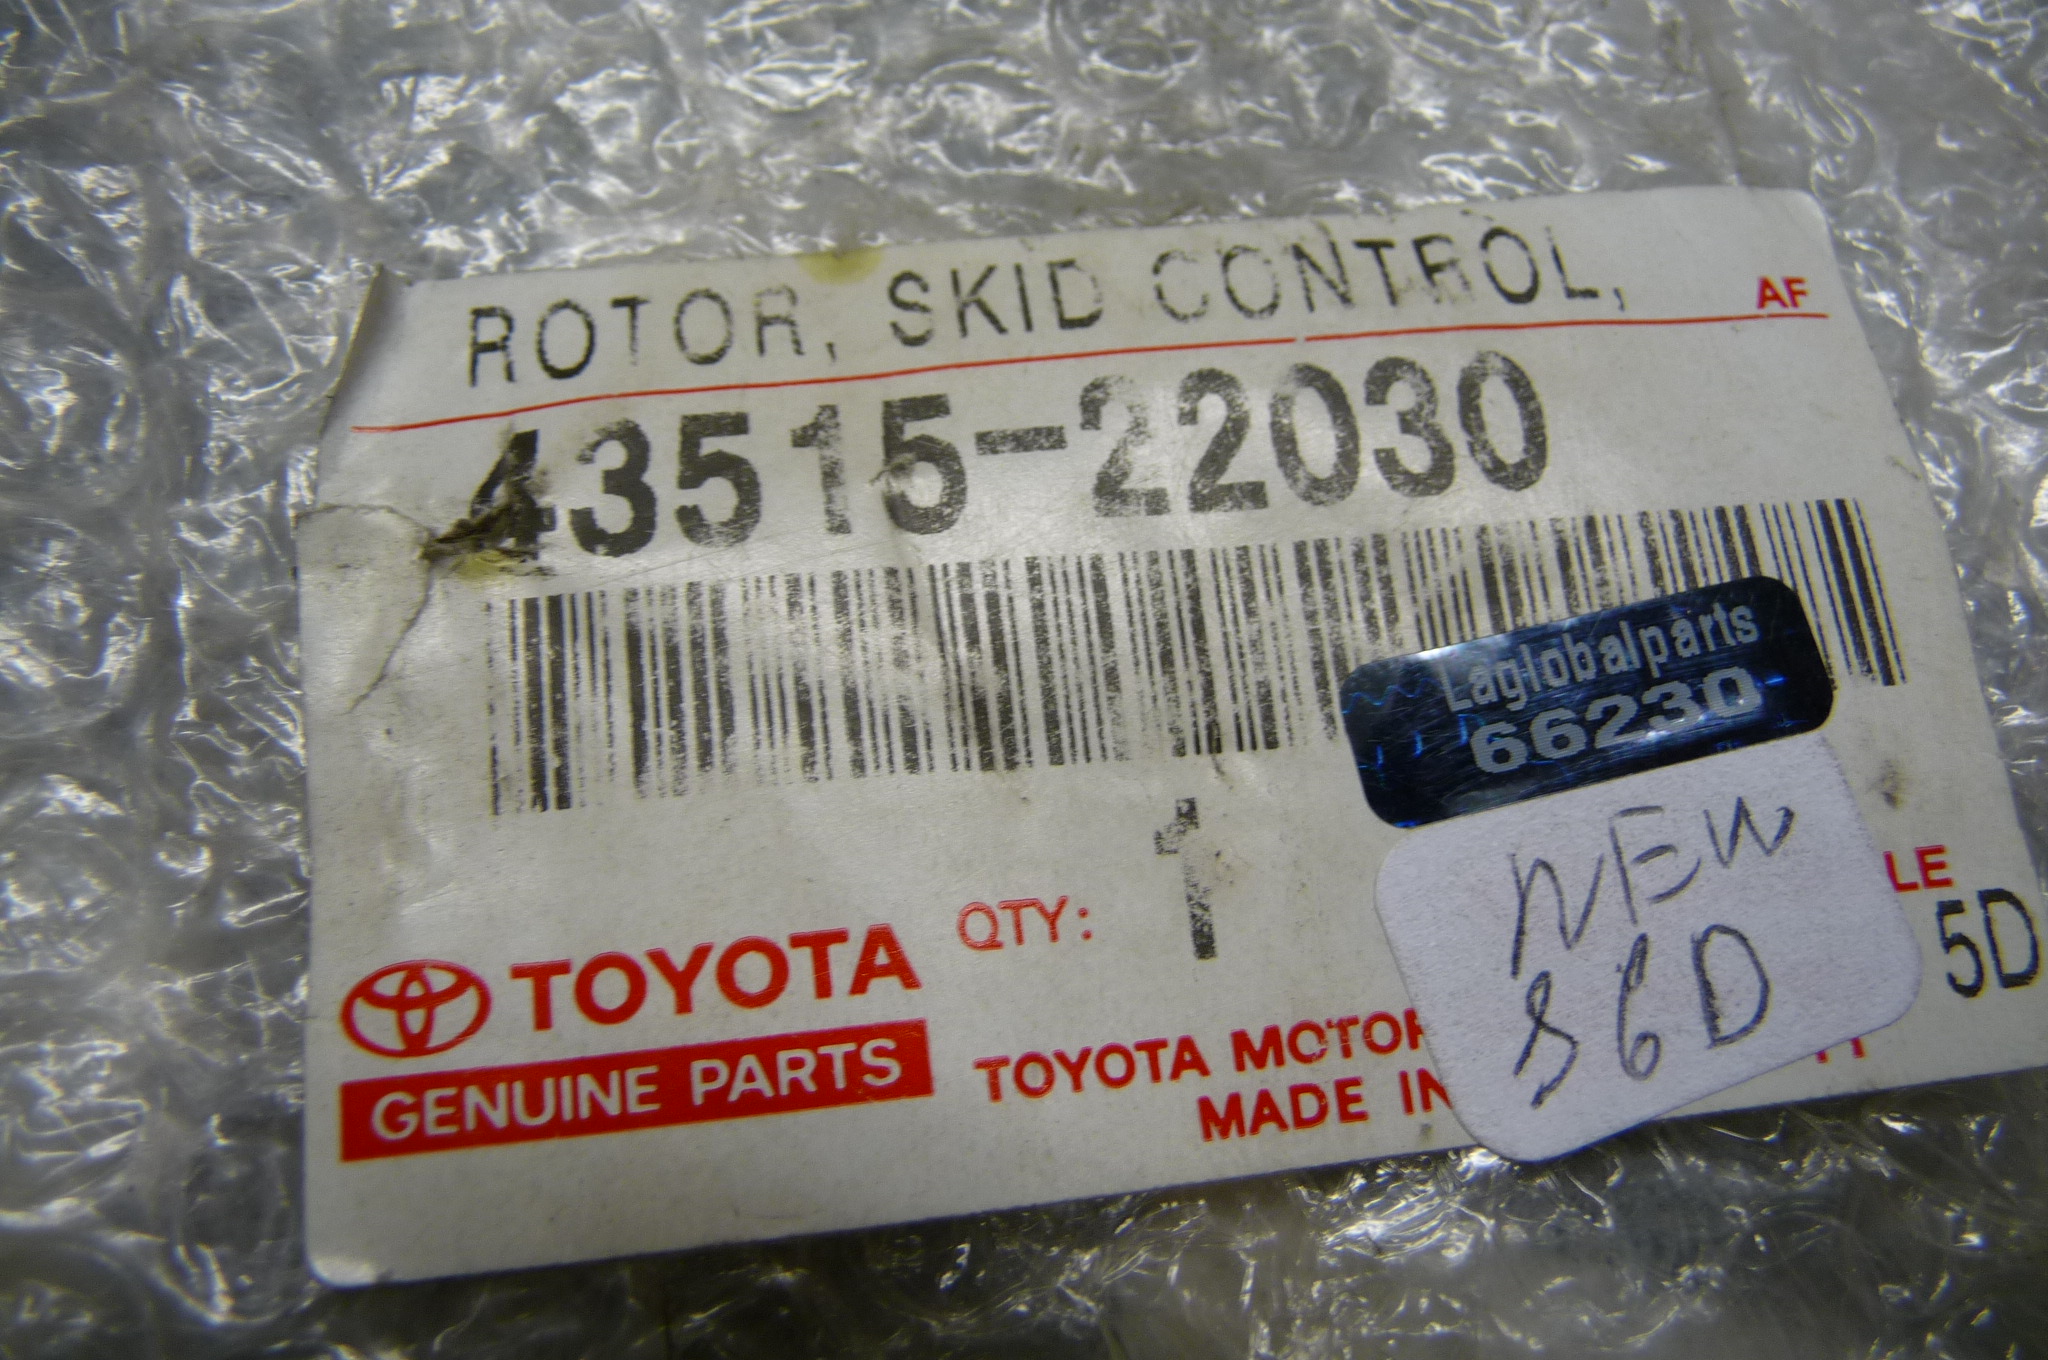 ROTOR, SKID CONTROL,
AF
43515-22030
Laglobalparts
66230
QTY: 1
NEW
S6D
LE
5D
TOYOTA
GENUINE PARTS
TOYOTA MOTOR
MADE IN